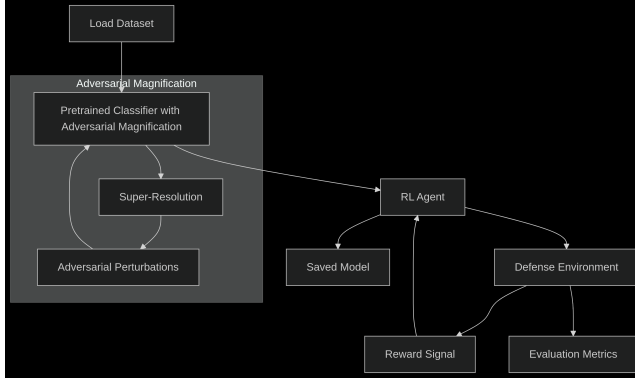 Load Dataset
Adversarial Magnification
Pretrained Classifier with
Adversarial Magnification
Super-Resolution
RL Agent
Adversarial Perturbations
Saved Model
Defense Environment
Reward Signal
Evaluation Metrics